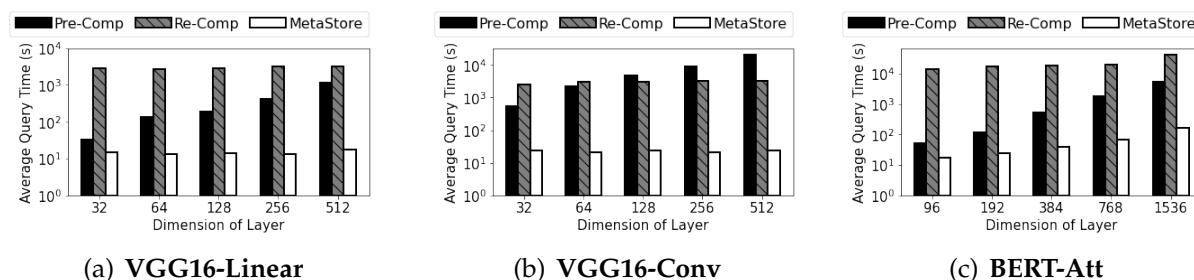 Pre-Comp Re-Comp MetaStore
Average Query Time (s)
10^4
10^3
10^2
10^1
10^0
32 64 128 256 512
Dimension of Layer
(a) VGG16-Linear
Pre-Comp Re-Comp MetaStore
Average Query Time (s)
10^4
10^3
10^2
10^1
10^0
32 64 128 256 512
Dimension of Layer
(b) VGG16-Conv
Pre-Comp Re-Comp MetaStore
Average Query Time (s)
10^4
10^3
10^2
10^1
10^0
96 192 384 768 1536
Dimension of Layer
(c) BERT-Att